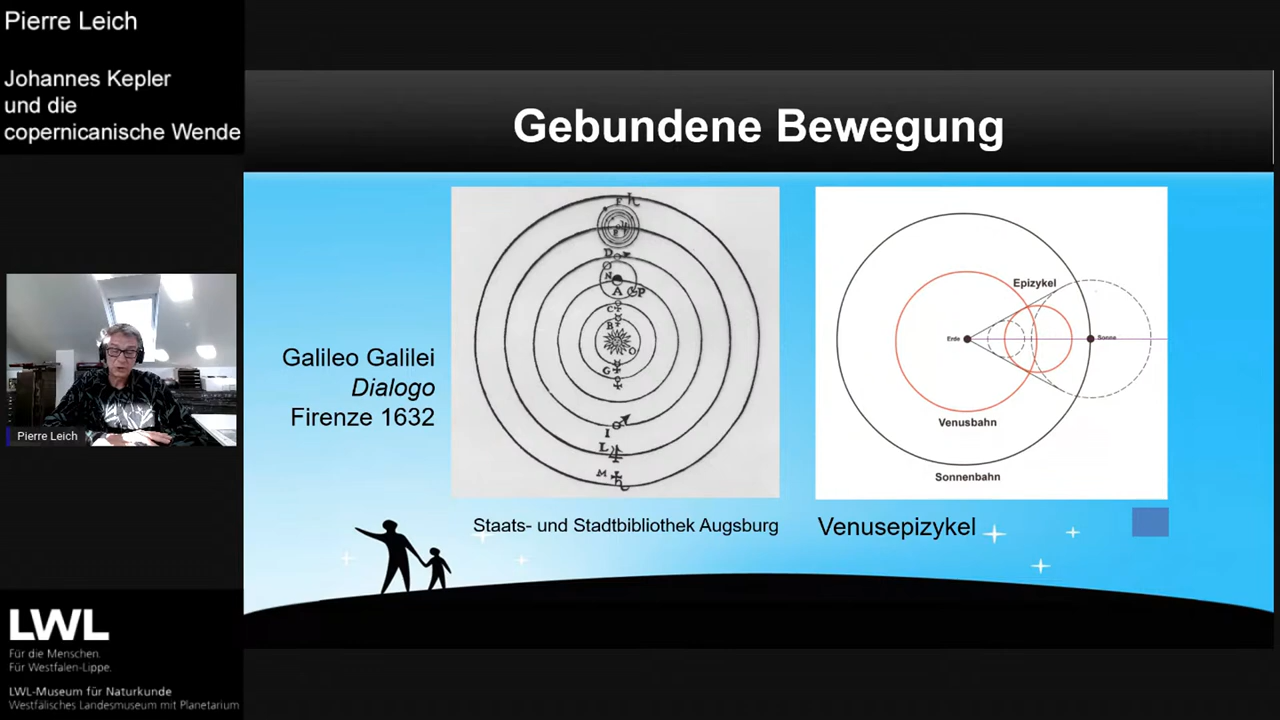 Pierre Leich
Johannes Kepler
und die
copernicanische Wende
Gebundene Bewegung
Galileo Galilei
Dialogo
Firenze 1632
F
D
N
A
P
C
B
O
G
I
L
M
Epizykel
Erde
Sonne
Venusbahn
Sonnenbahn
Staats- und Stadtbibliothek Augsburg
Venusepizykel
Pierre Leich
LWL
Für die Menschen.
Für Westfalen-Lippe.
LWL-Museum für Naturkunde
Westfälisches Landesmuseum mit Planetarium